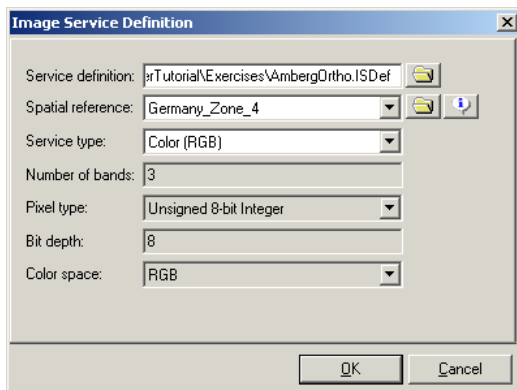 Image Service Definition
Service definition: erTutorial\Exercises\AmbergOrtho.ISDef
Spatial reference: Germany_Zone_4
Service type: Color (RGB)
Number of bands: 3
Pixel type: Unsigned 8-bit Integer
Bit depth: 8
Color space: RGB
OK Cancel